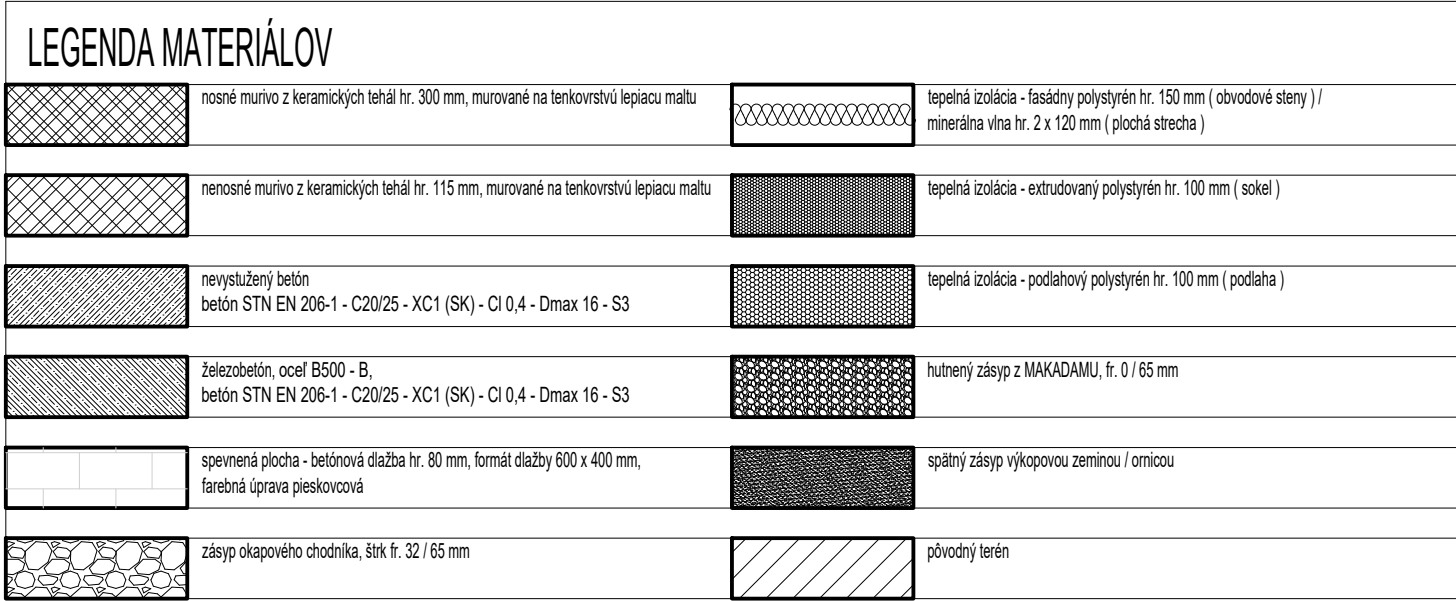 LEGENDA MATERIÁLOV
nosné murivo z keramických tehál hr. 300 mm, murované na tenkovrstvú lepiacu maltu
nenosné murivo z keramických tehál hr. 115 mm, murované na tenkovrstvú lepiacu maltu
nevystužený betón
betón STN EN 206-1 - C20/25 - XC1 (SK) - Cl 0,4 - Dmax 16 - S3
železobetón, oceľ B500 - B,
betón STN EN 206-1 - C20/25 - XC1 (SK) - Cl 0,4 - Dmax 16 - S3
spevnená plocha - betónová dlažba hr. 80 mm, formát dlažby 600 x 400 mm,
farebná úprava pieskovcová
zásyp okapového chodníka, štrk fr. 32 / 65 mm
tepelná izolácia - fasádny polystyrén hr. 150 mm ( obvodové steny ) /
minerálna vlna hr. 2 x 120 mm ( plochá strecha )
tepelná izolácia - extrudovaný polystyrén hr. 100 mm ( sokel )
tepelná izolácia - podlahový polystyrén hr. 100 mm ( podlaha )
hutnený zásyp z MAKADAMU, fr. 0 / 65 mm
spätný zásyp výkopovou zeminou / ornicou
pôvodný terén